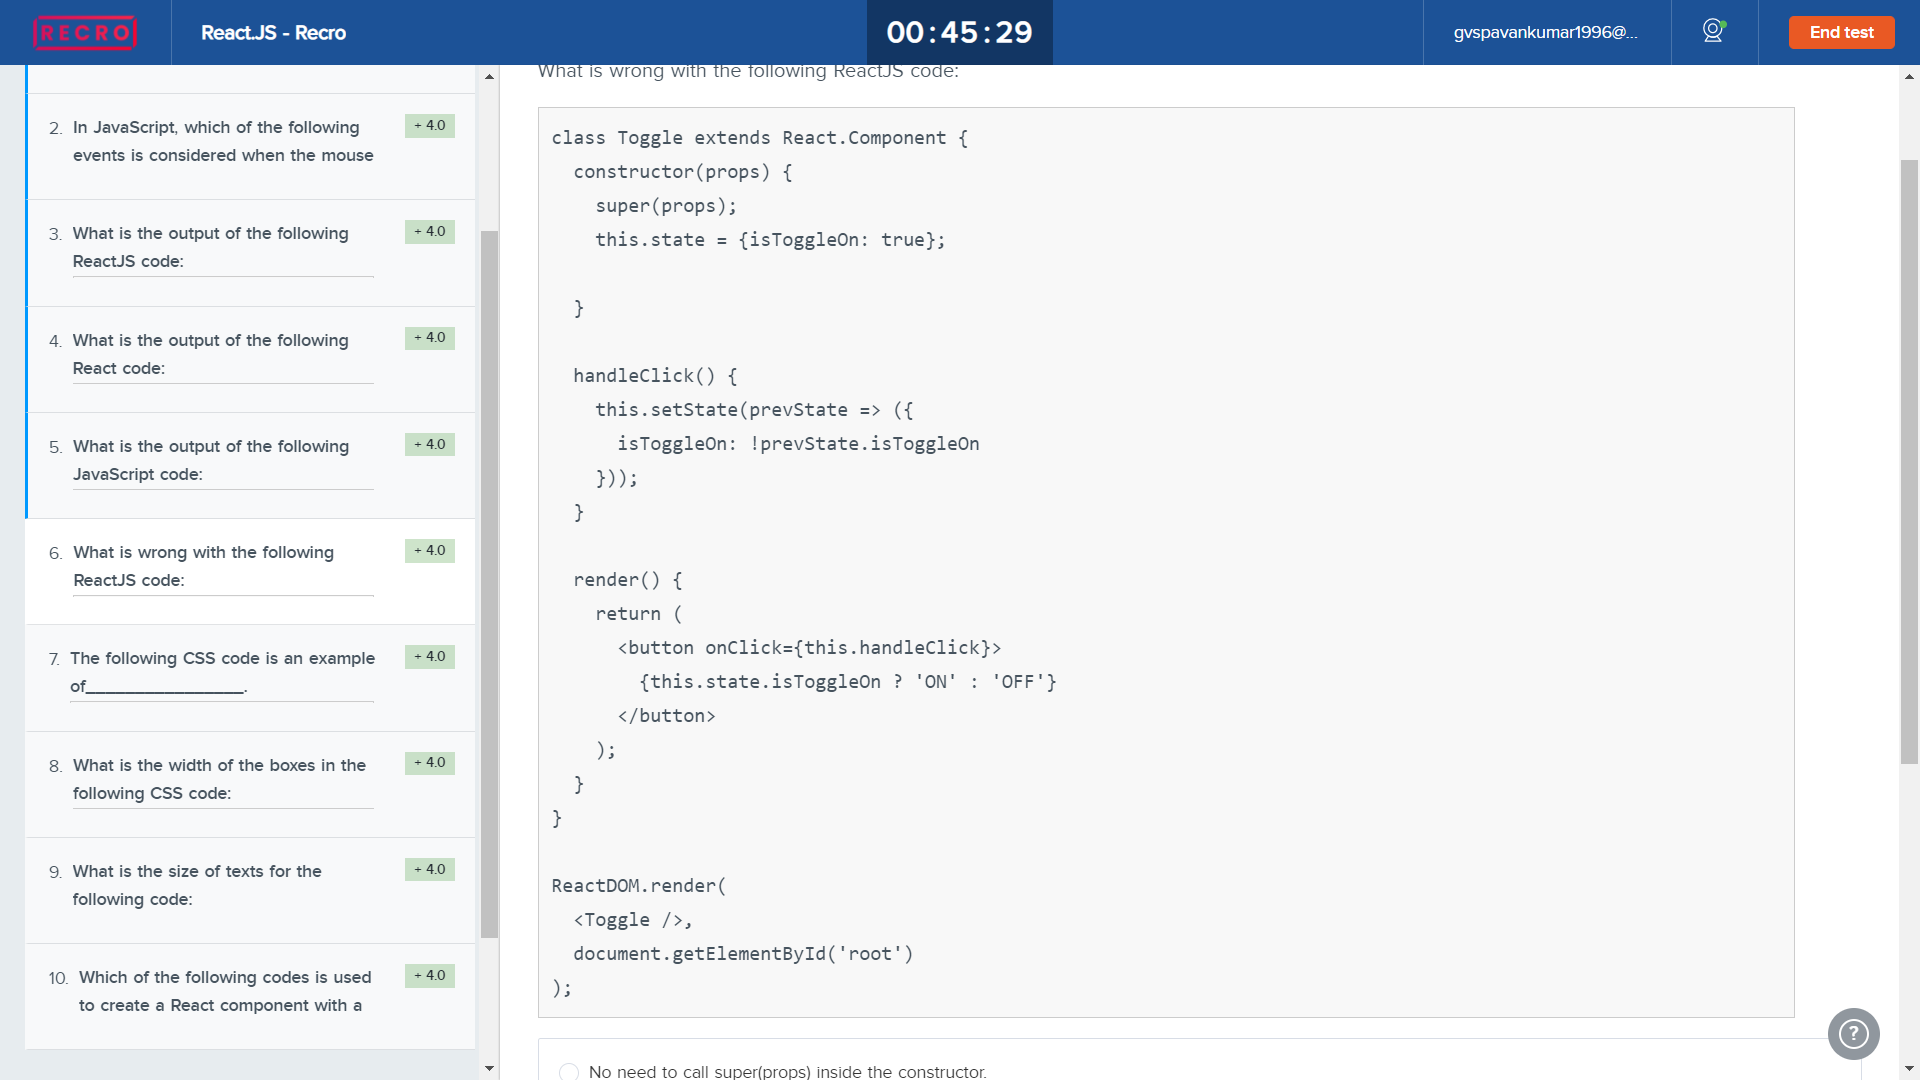 RECRO
React.JS - Recro
00:45:29
gvspavankumar1996@...
End test
2. In JavaScript, which of the following
events is considered when the mouse
+ 4.0
3. What is the output of the following
ReactJS code:
+ 4.0
4. What is the output of the following
React code:
+ 4.0
5. What is the output of the following
JavaScript code:
+ 4.0
6. What is wrong with the following
ReactJS code:
+ 4.0
7. The following CSS code is an example
of__________________.
+ 4.0
8. What is the width of the boxes in the
following CSS code:
+ 4.0
9. What is the size of texts for the
following code:
+ 4.0
10. Which of the following codes is used
to create a React component with a
+ 4.0
What is wrong with the following ReactJS code:
class Toggle extends React.Component {
  constructor(props) {
    super(props);
    this.state = {isToggleOn: true};
  }
  handleClick() {
    this.setState(prevState => ({
      isToggleOn: !prevState.isToggleOn
    }));
  }
  render() {
    return (
      <button onClick={this.handleClick}>
        {this.state.isToggleOn ? 'ON' : 'OFF'}
      </button>
    );
  }
}
ReactDOM.render(
  <Toggle />,
  document.getElementById('root')
);
No need to call super(props) inside the constructor.
?